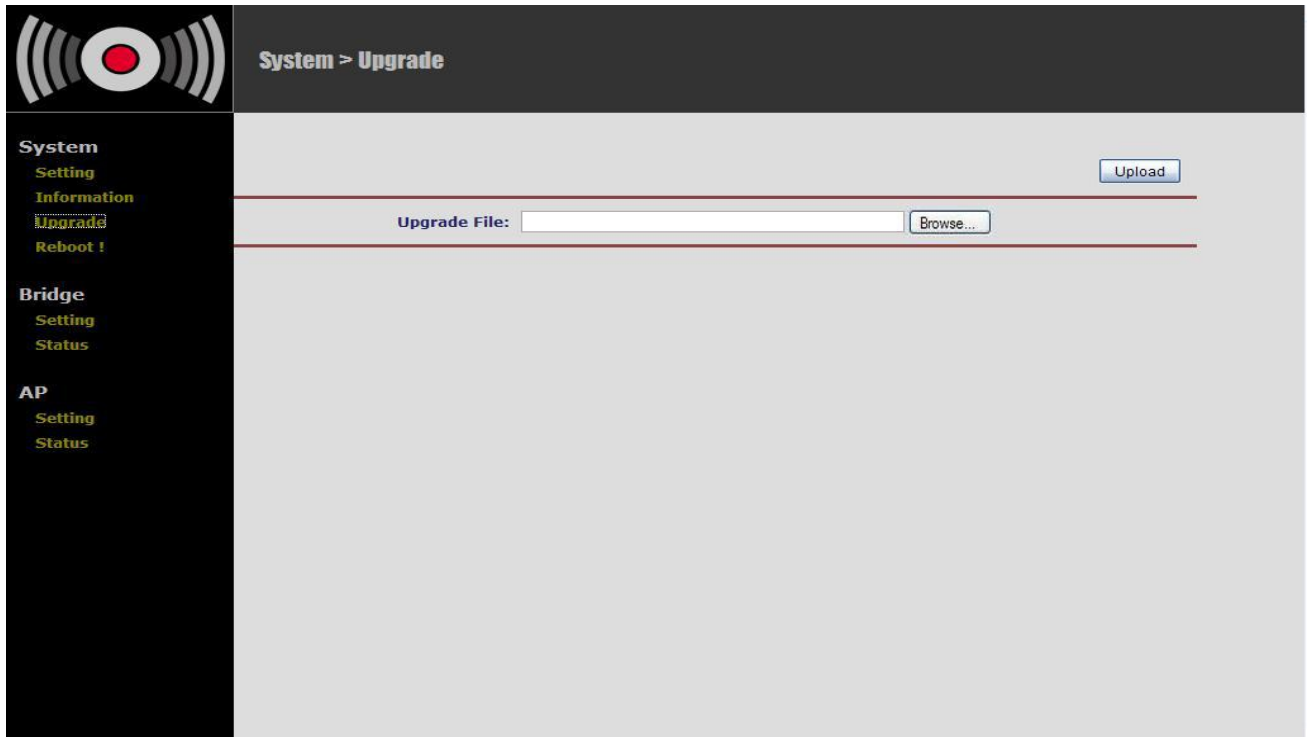 System > Upgrade
System
Setting
Information
Upgrade
Reboot !
Bridge
Setting
Status
AP
Setting
Status
Upload
Upgrade File:
Browse...